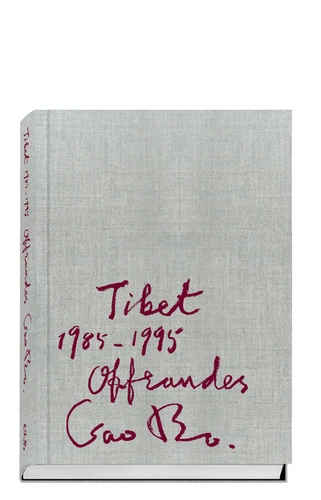 Tibet
1985-1995
Offrandes
Gao Bo.
Tibet 1985-1995 Offrandes Gao Bo.